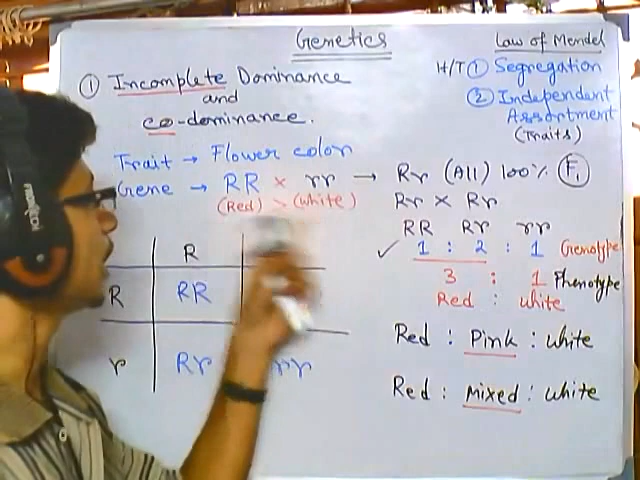 Genetics
Law of Mendel
H/T ① Segregation
② Independent
Assortment
(Traits)
① Incomplete Dominance
and
co-dominance.
Trait → Flower color
Gene → RR × rr → Rr (All) 100% F₁
(Red) > (White)
Rr × Rr
RR Rr rr
✓ 1 : 2 : 1 Genotype
3 : 1 Phenotype
Red : white
Red : Pink : white
Red : mixed : white
R
R RR
r Rr rr